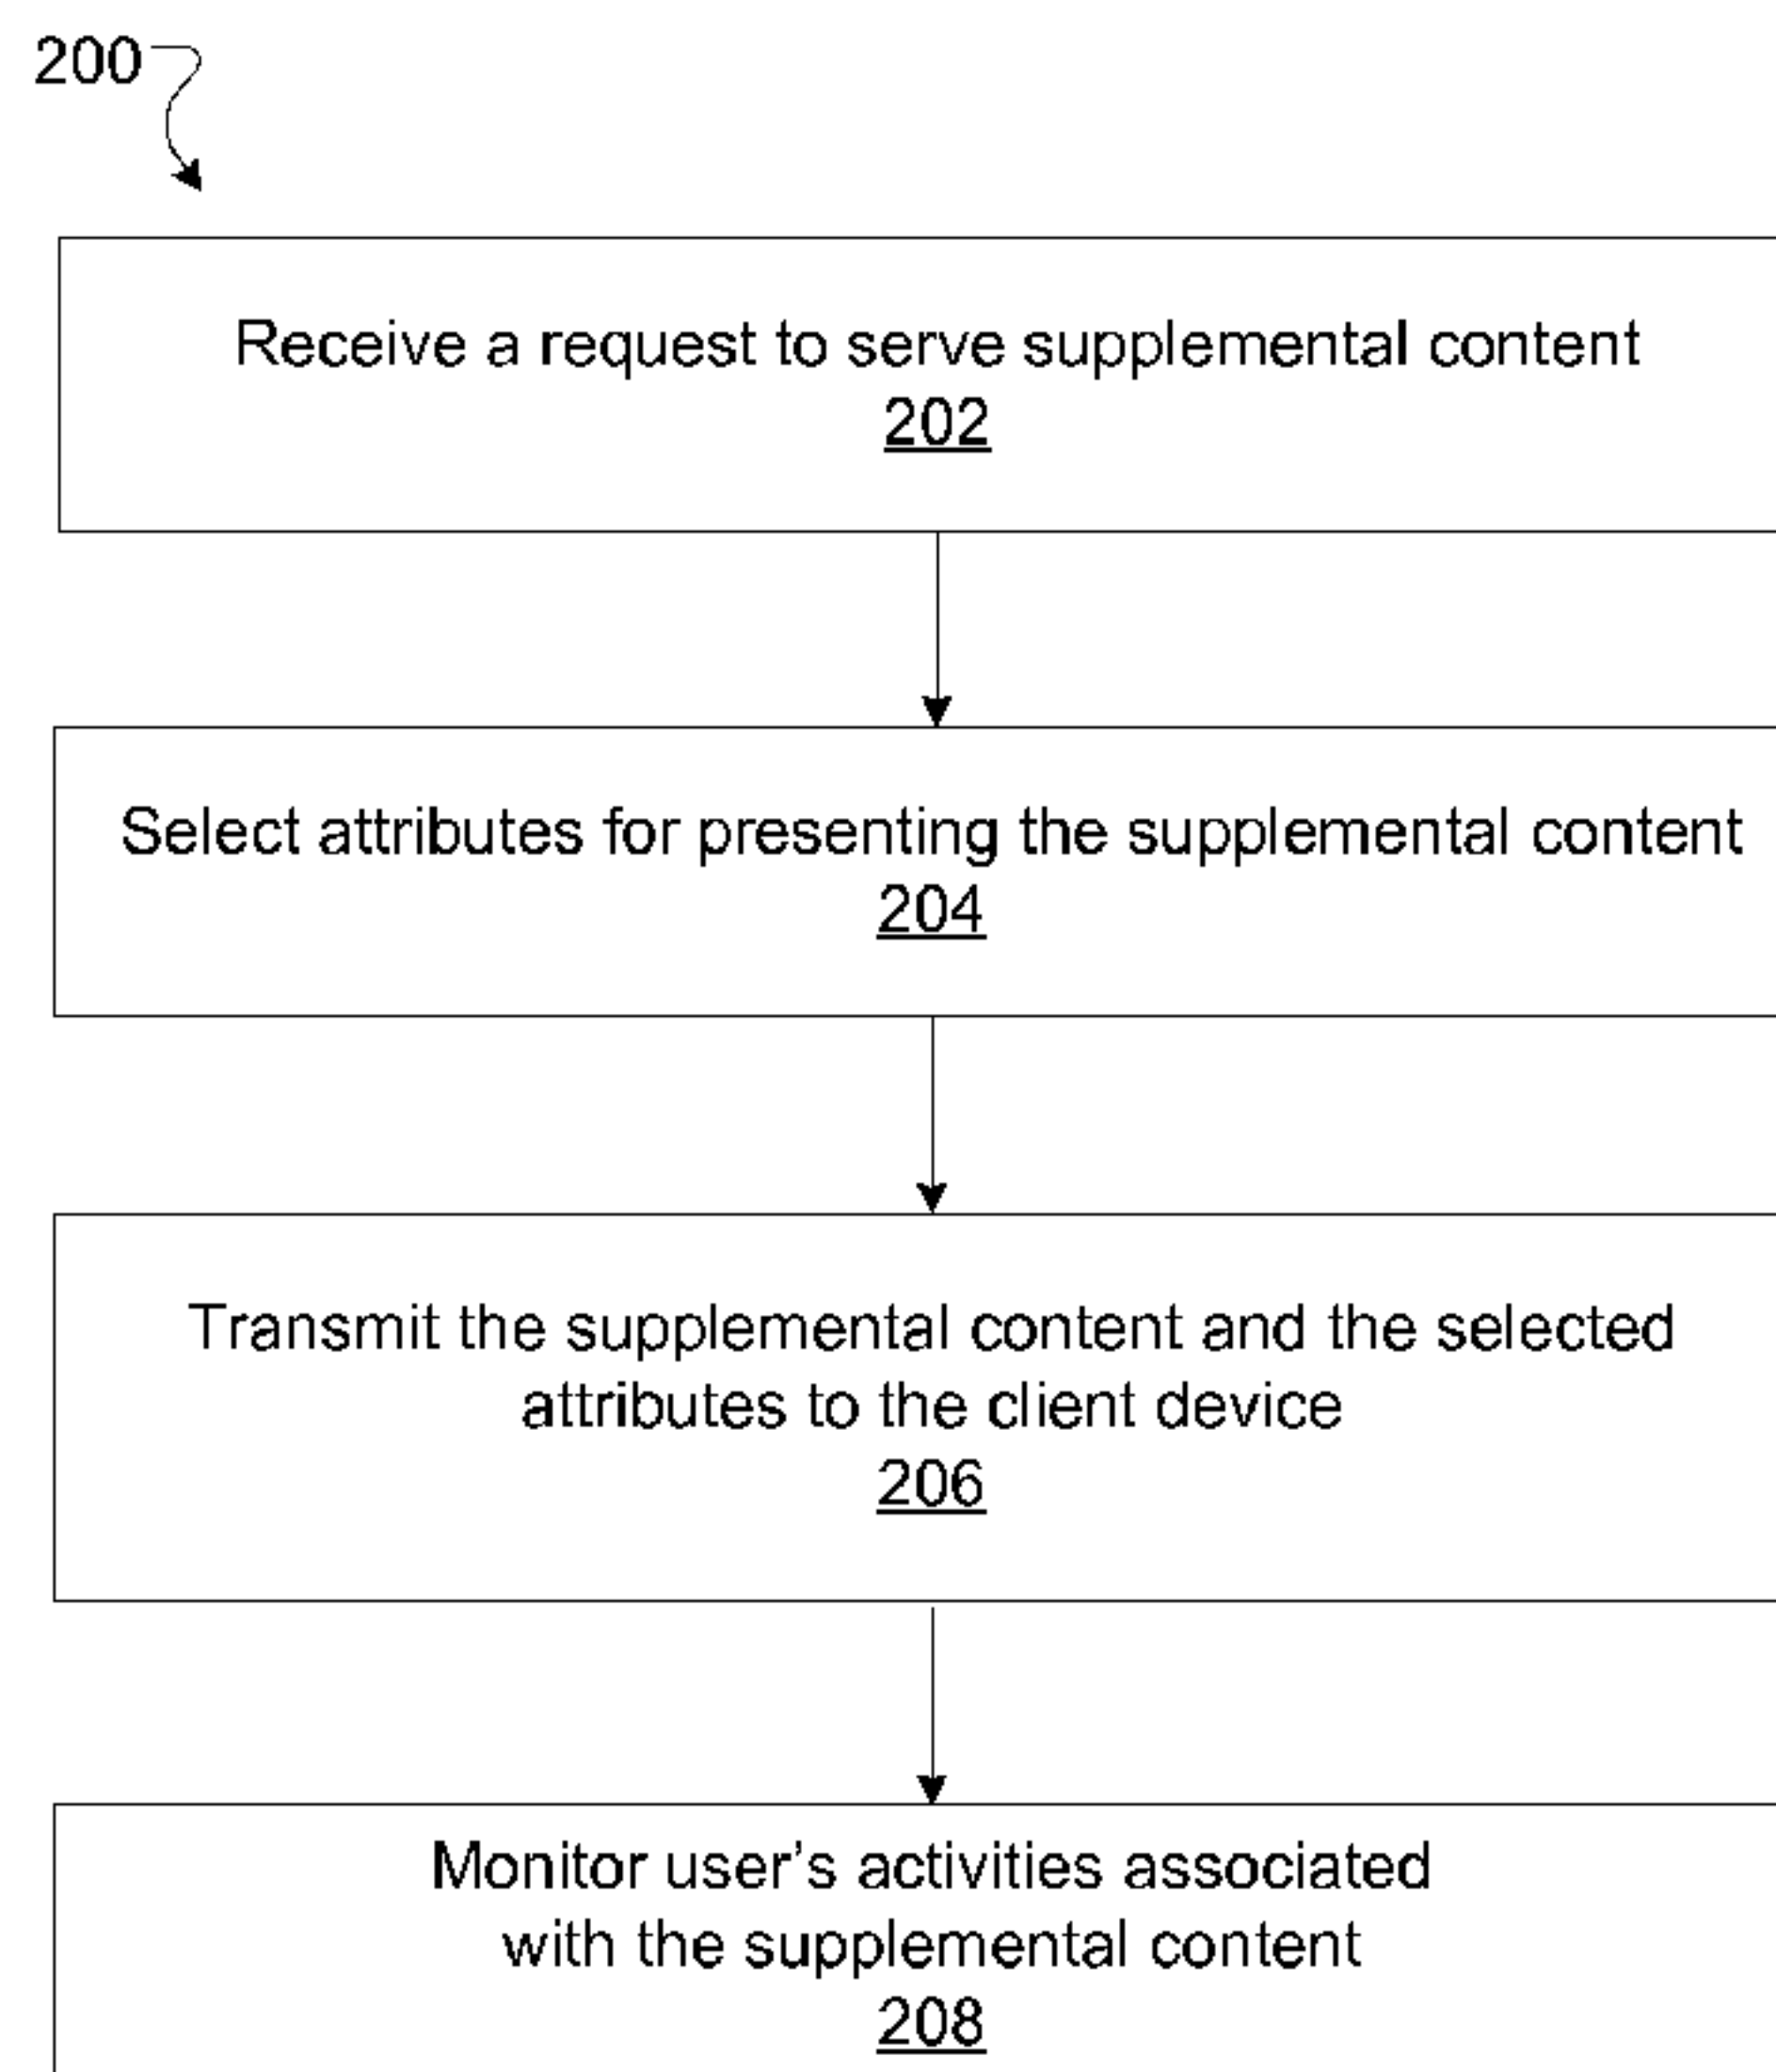 200
Receive a request to serve supplemental content
202
Select attributes for presenting the supplemental content
204
Transmit the supplemental content and the selected
attributes to the client device
206
Monitor user's activities associated
with the supplemental content
208